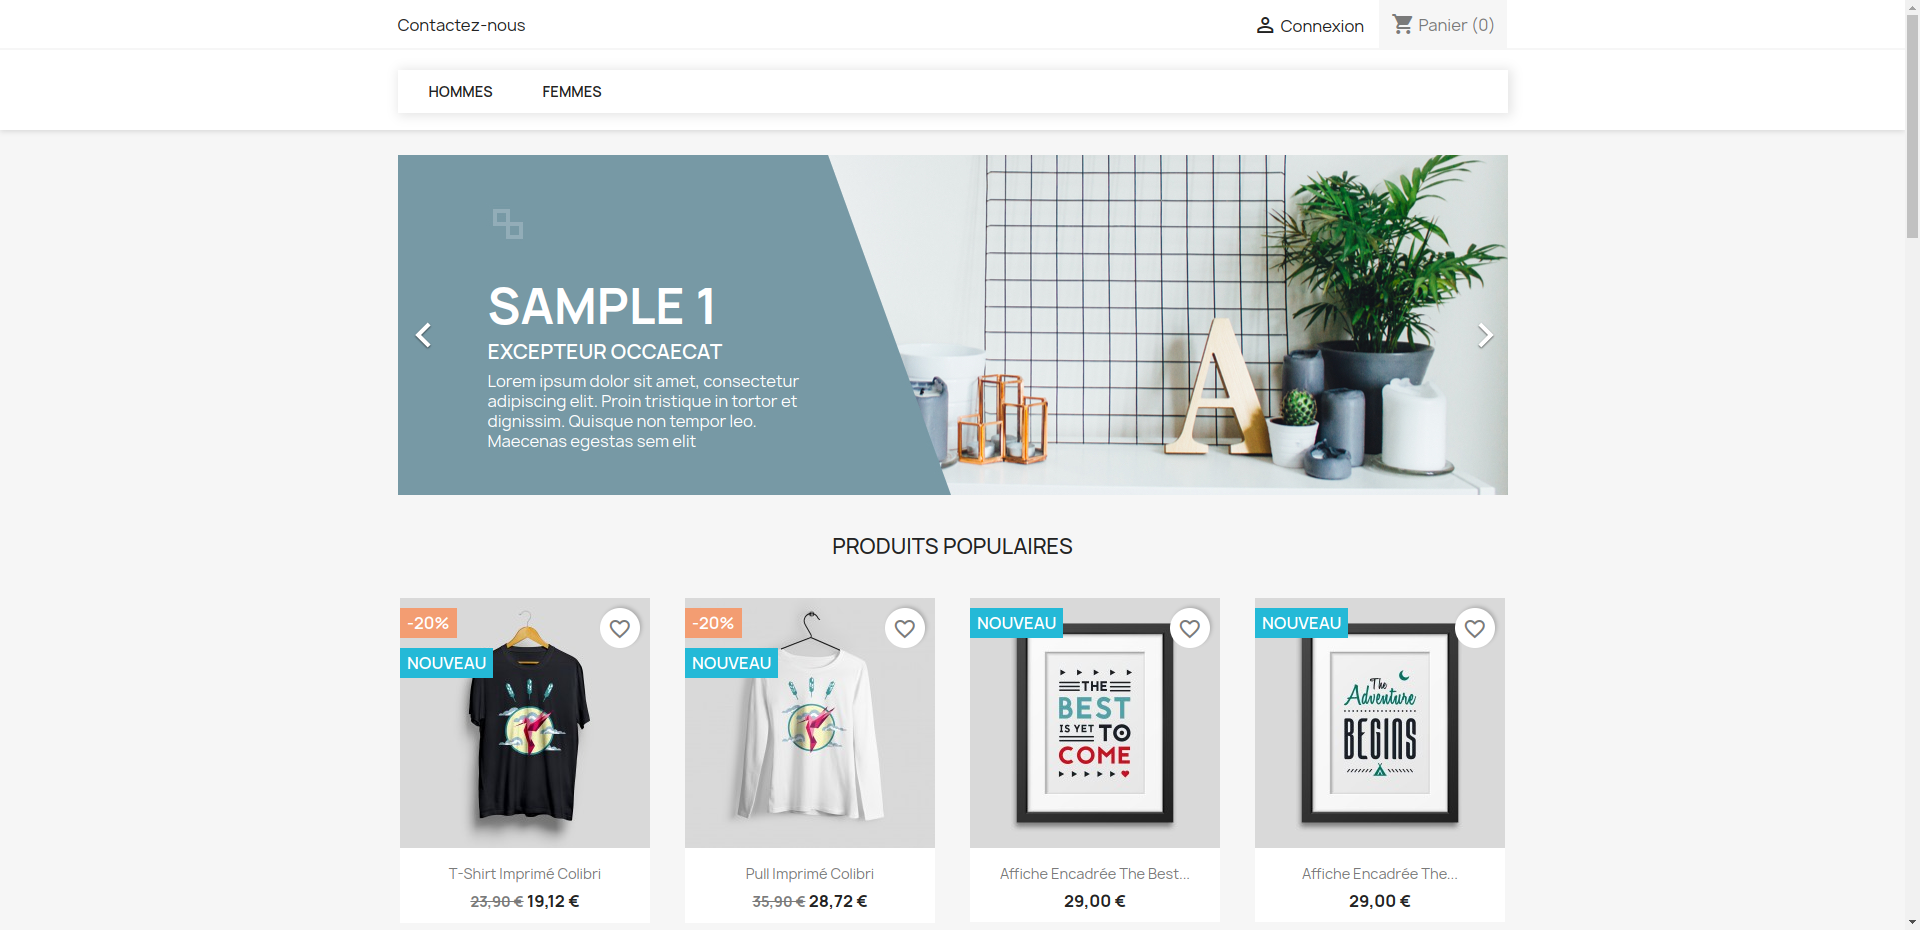 Contactez-nous
Connexion
Panier (0)
HOMMES
FEMMES
SAMPLE 1
EXCEPTEUR OCCAECAT
Lorem ipsum dolor sit amet, consectetur
adipiscing elit. Proin tristique in tortor et
dignissim. Quisque non tempor leo.
Maecenas egestas sem elit
A
PRODUITS POPULAIRES
-20%
NOUVEAU
T-Shirt Imprimé Colibri
23,90 € 19,12 €
-20%
NOUVEAU
Pull Imprimé Colibri
35,90 € 28,72 €
NOUVEAU
THE
BEST
IS YET TO
COME
Affiche Encadrée The Best...
29,00 €
NOUVEAU
The
Adventure
BEGINS
Affiche Encadrée The...
29,00 €